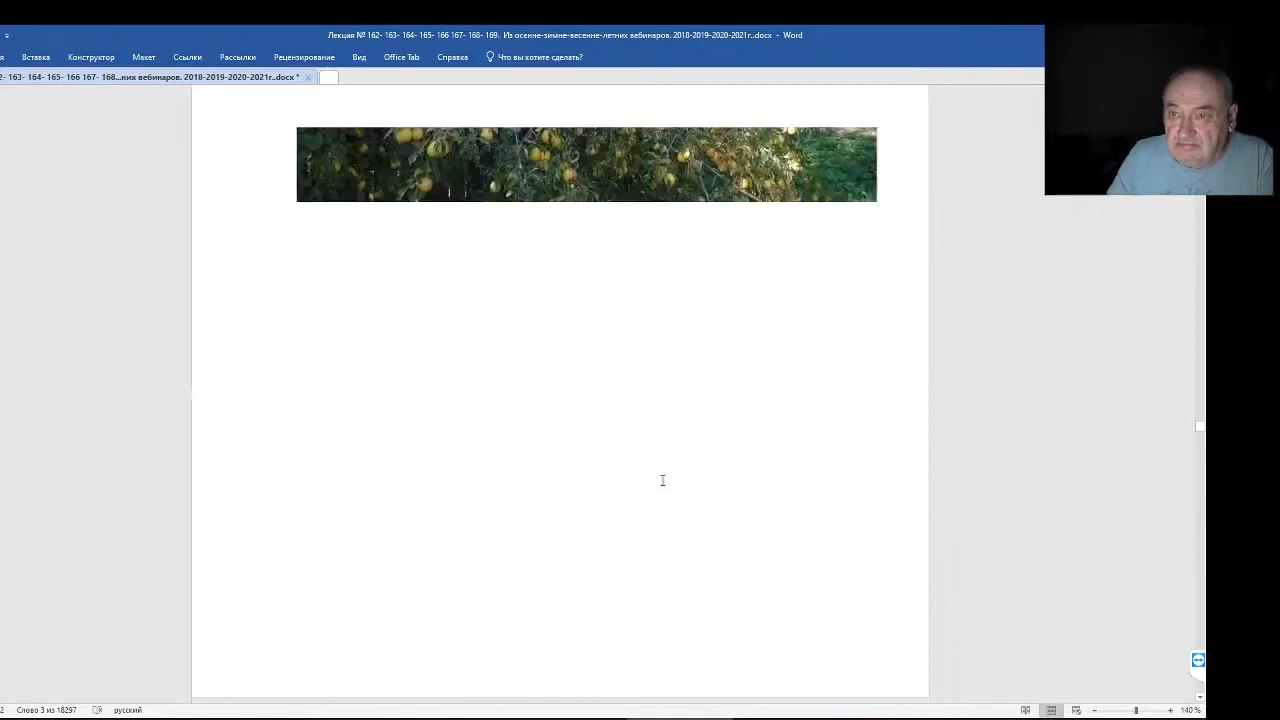 Лекция № 162- 163- 164- 165- 166 167- 168- 169. Из осенне-зимне-весенне-летних вебинаров. 2018-2019-2020-2021г..docx - Word
Вставка Конструктор Макет Ссылки Рассылки Рецензирование Вид Office Tab Справка Что вы хотите сделать?
2- 163- 164- 165- 166 167- 168...них вебинаров. 2018-2019-2020-2021г..docx *
2 Слово 3 из 18297 русский 140 %